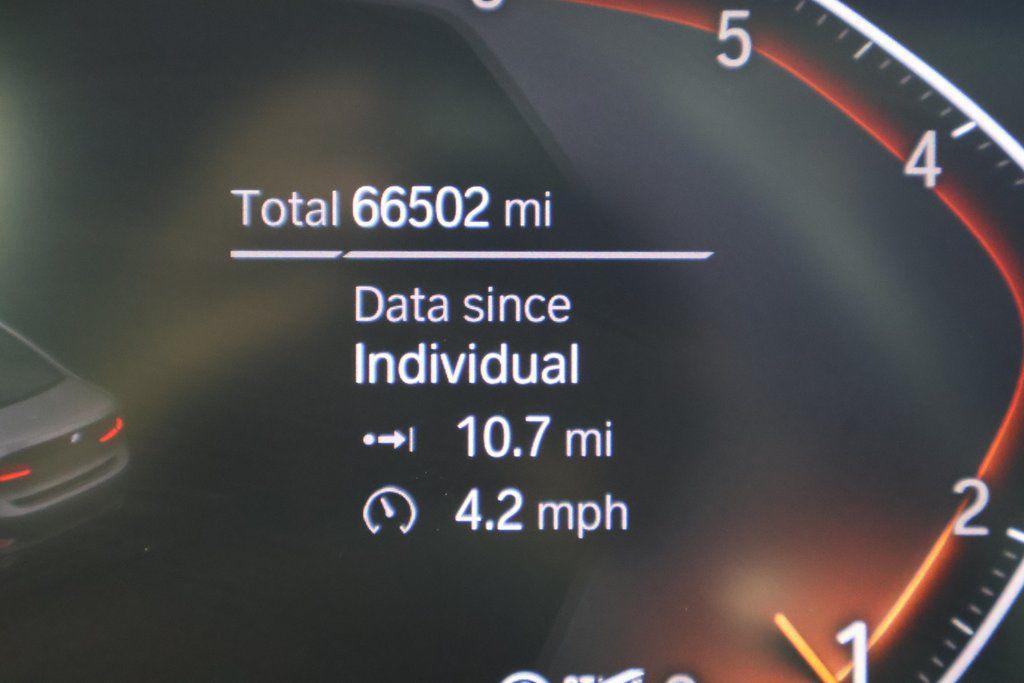 5
4
Total 66502 mi
Data since
Individual
10.7 mi
4.2 mph
2
1